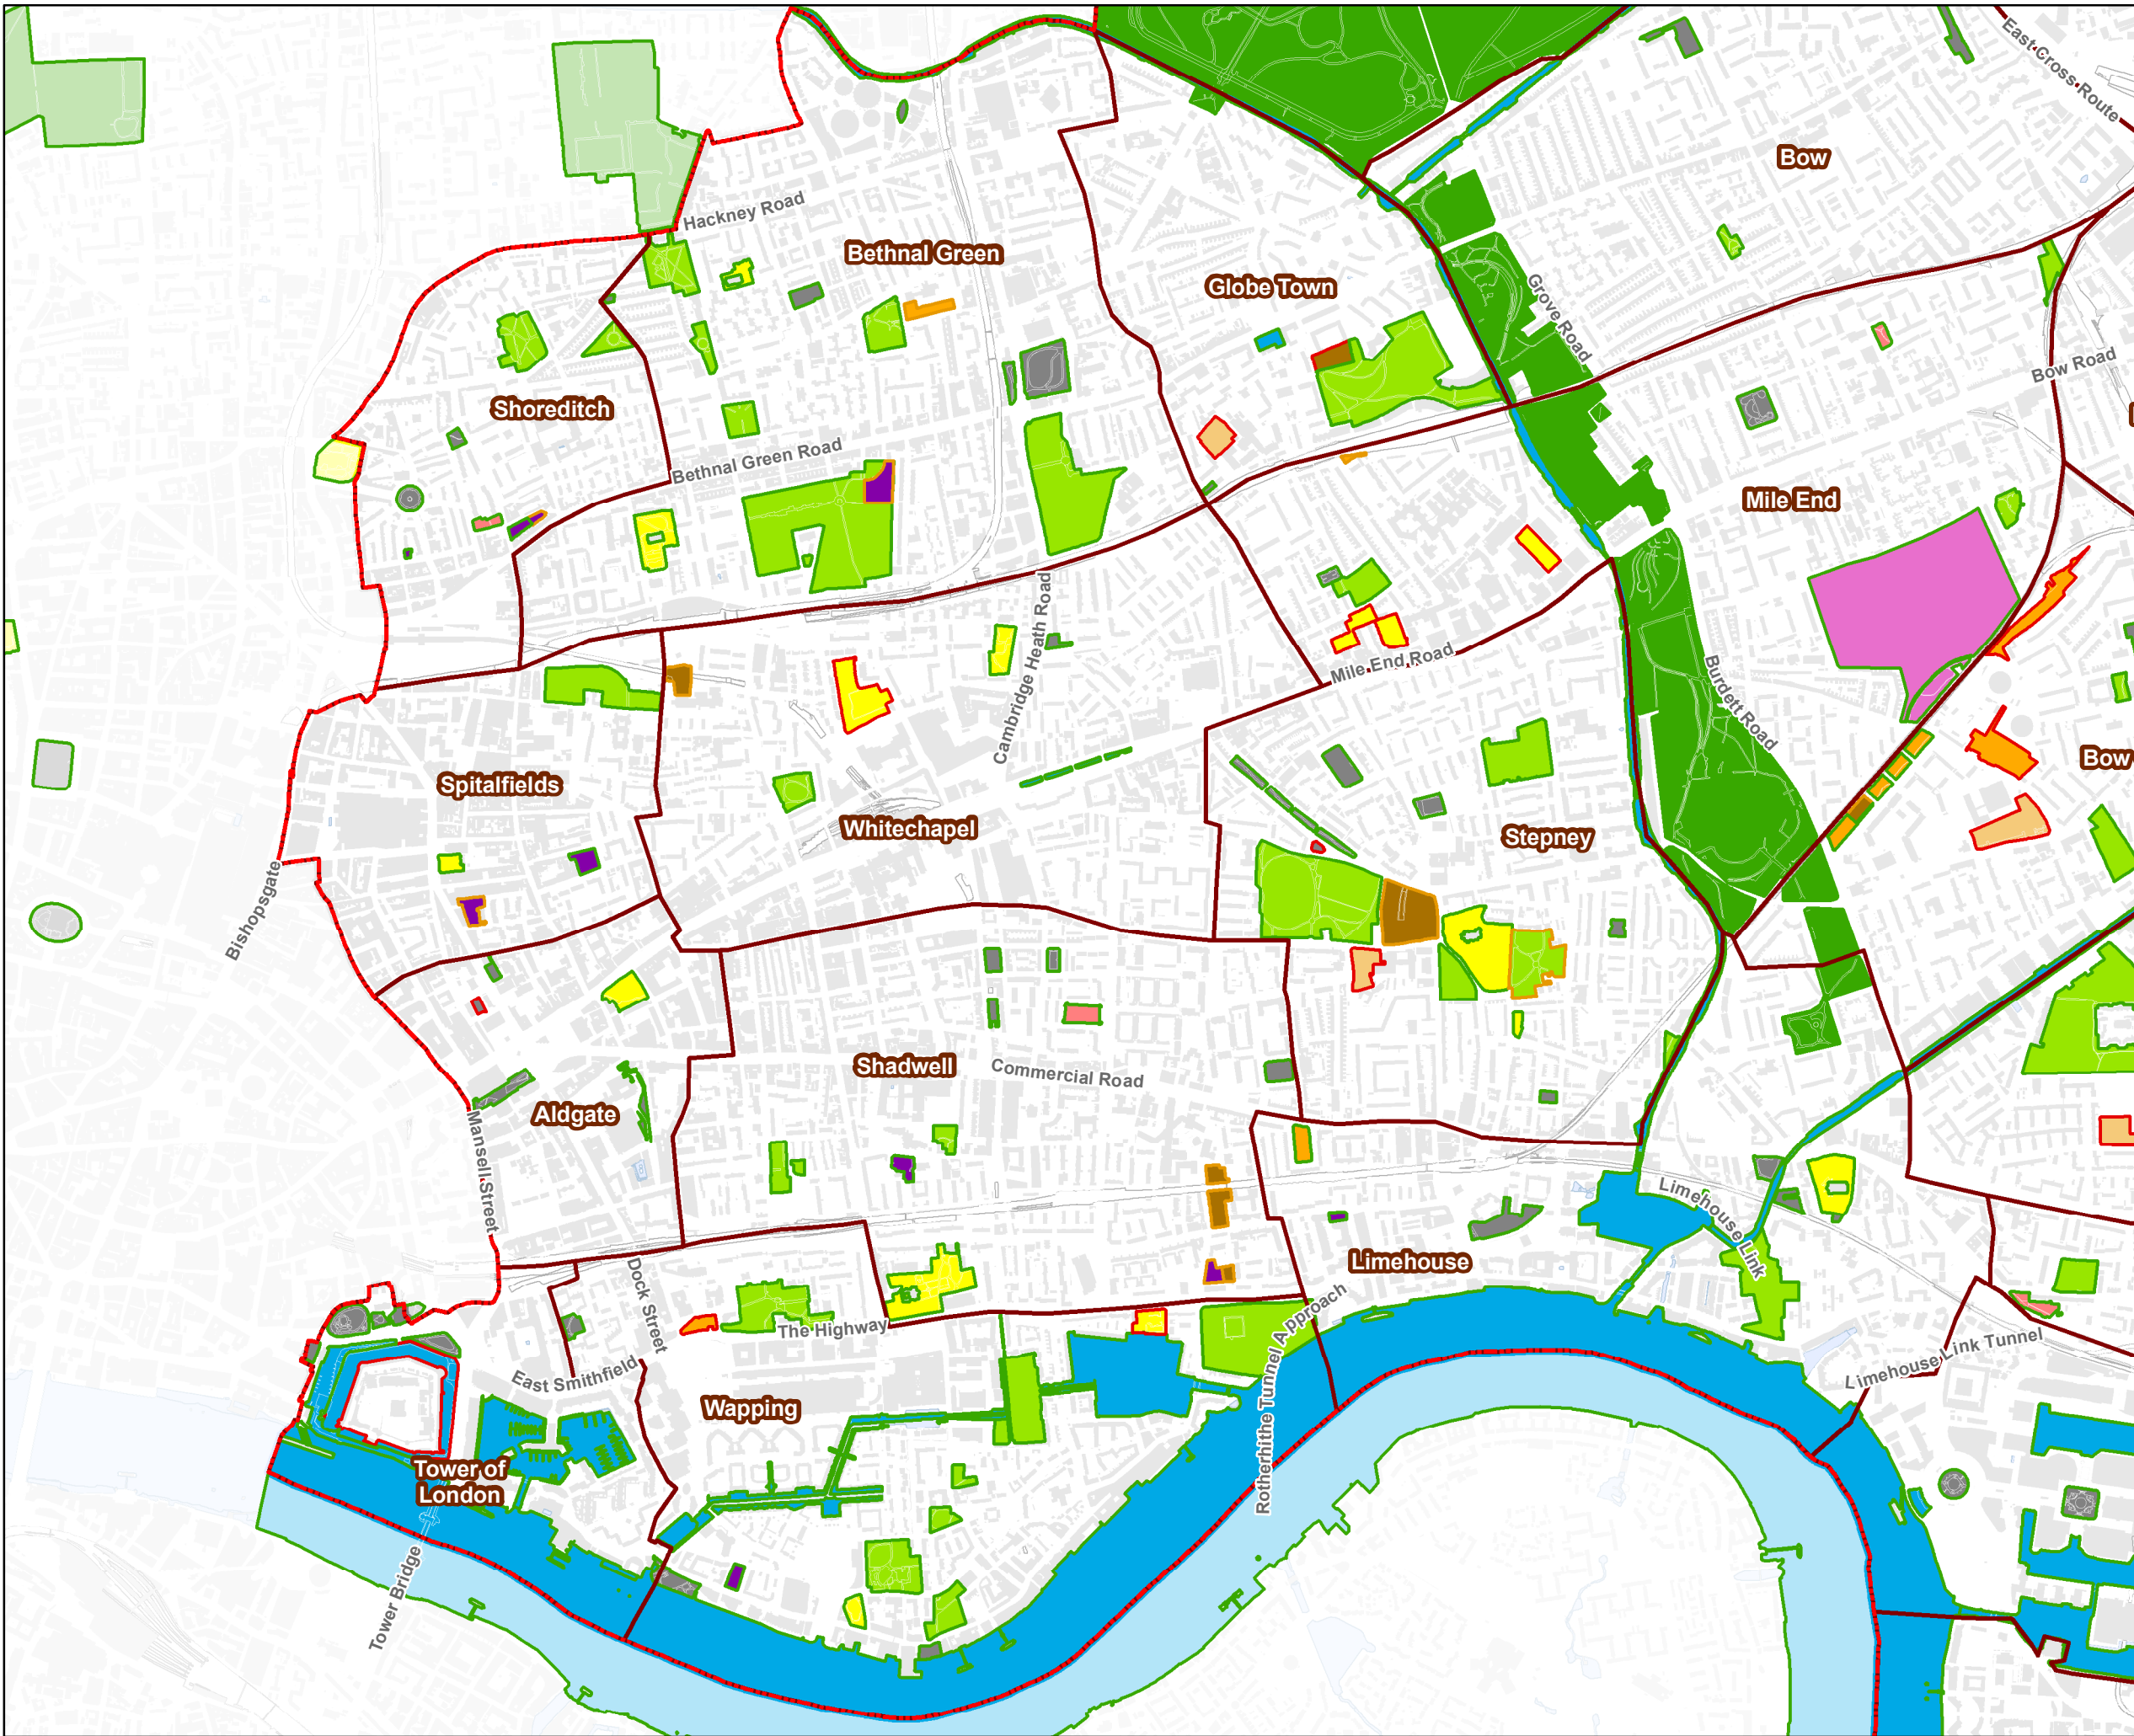 East Cross Route
Bow
Hackney Road
Bethnal Green
Globe Town
Grove Road
Bow Road
Shoreditch
Bethnal Green Road
Mile End
Cambridge Heath Road
Mile End Road
Burdett Road
Spitalfields
Bow
Whitechapel
Stepney
Bishopsgate
Shadwell
Commercial Road
Aldgate
Mansell Street
Limehouse Link
Limehouse
Dock Street
The Highway
Rotherhithe Tunnel Approach
Limehouse Link Tunnel
East Smithfield
Wapping
Tower of
London
Tower Bridge